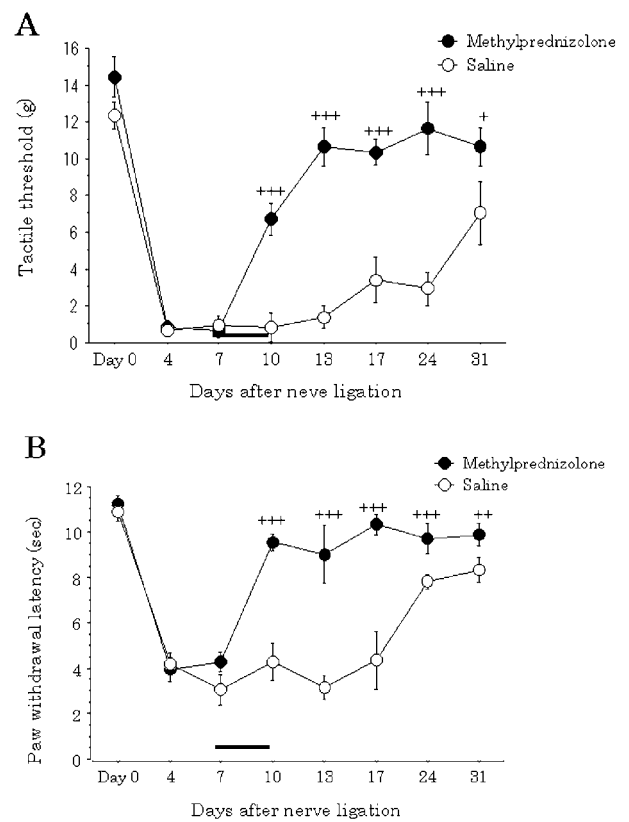 A
Methylprednizolone
Saline
Tactile threshold (g)
16
14
12
10
8
6
4
2
0
+++
+++
+++
+++
+
Day 0 4 7 10 13 17 24 31
Days after neve ligation
B
Methylprednizolone
Saline
Paw withdrawal latency (sec)
12
10
8
6
4
2
0
+++
+++
+++
+++
++
Day 0 4 7 10 13 17 24 31
Days after nerve ligation